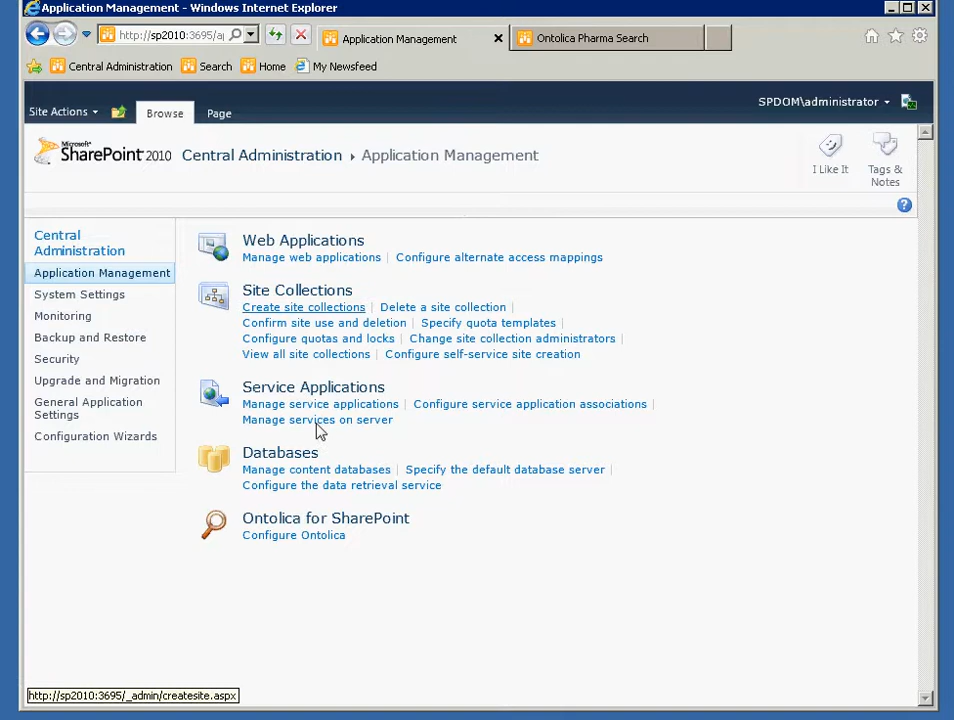 Application Management - Windows Internet Explorer
http://sp2010:3695/a
Application Management
Ontolica Pharma Search
Central Administration
Search
Home
My Newsfeed
Site Actions
Browse
Page
SPDOM\administrator
Microsoft
SharePoint 2010
Central Administration
Application Management
I Like It
Tags &
Notes
Central
Administration
Application Management
System Settings
Monitoring
Backup and Restore
Security
Upgrade and Migration
General Application
Settings
Configuration Wizards
Web Applications
Manage web applications | Configure alternate access mappings
Site Collections
Create site collections | Delete a site collection |
Confirm site use and deletion | Specify quota templates |
Configure quotas and locks | Change site collection administrators |
View all site collections | Configure self-service site creation
Service Applications
Manage service applications | Configure service application associations |
Manage services on server
Databases
Manage content databases | Specify the default database server |
Configure the data retrieval service
Ontolica for SharePoint
Configure Ontolica
http://sp2010:3695/_admin/createsite.aspx